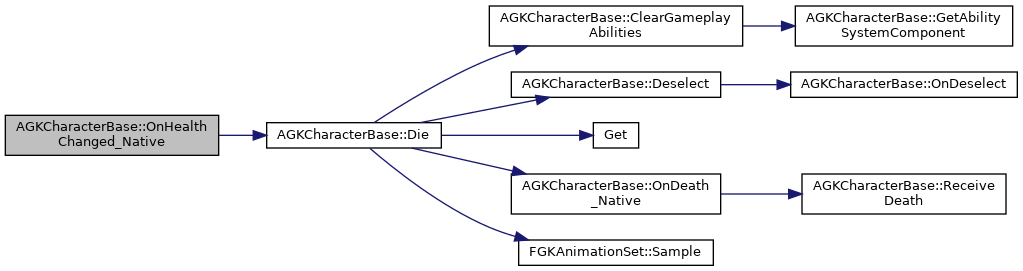 AGKCharacterBase::OnHealth
Changed_Native
AGKCharacterBase::Die
AGKCharacterBase::ClearGameplay
Abilities
AGKCharacterBase::GetAbility
SystemComponent
AGKCharacterBase::Deselect
AGKCharacterBase::OnDeselect
Get
AGKCharacterBase::OnDeath
_Native
AGKCharacterBase::Receive
Death
FGKAnimationSet::Sample